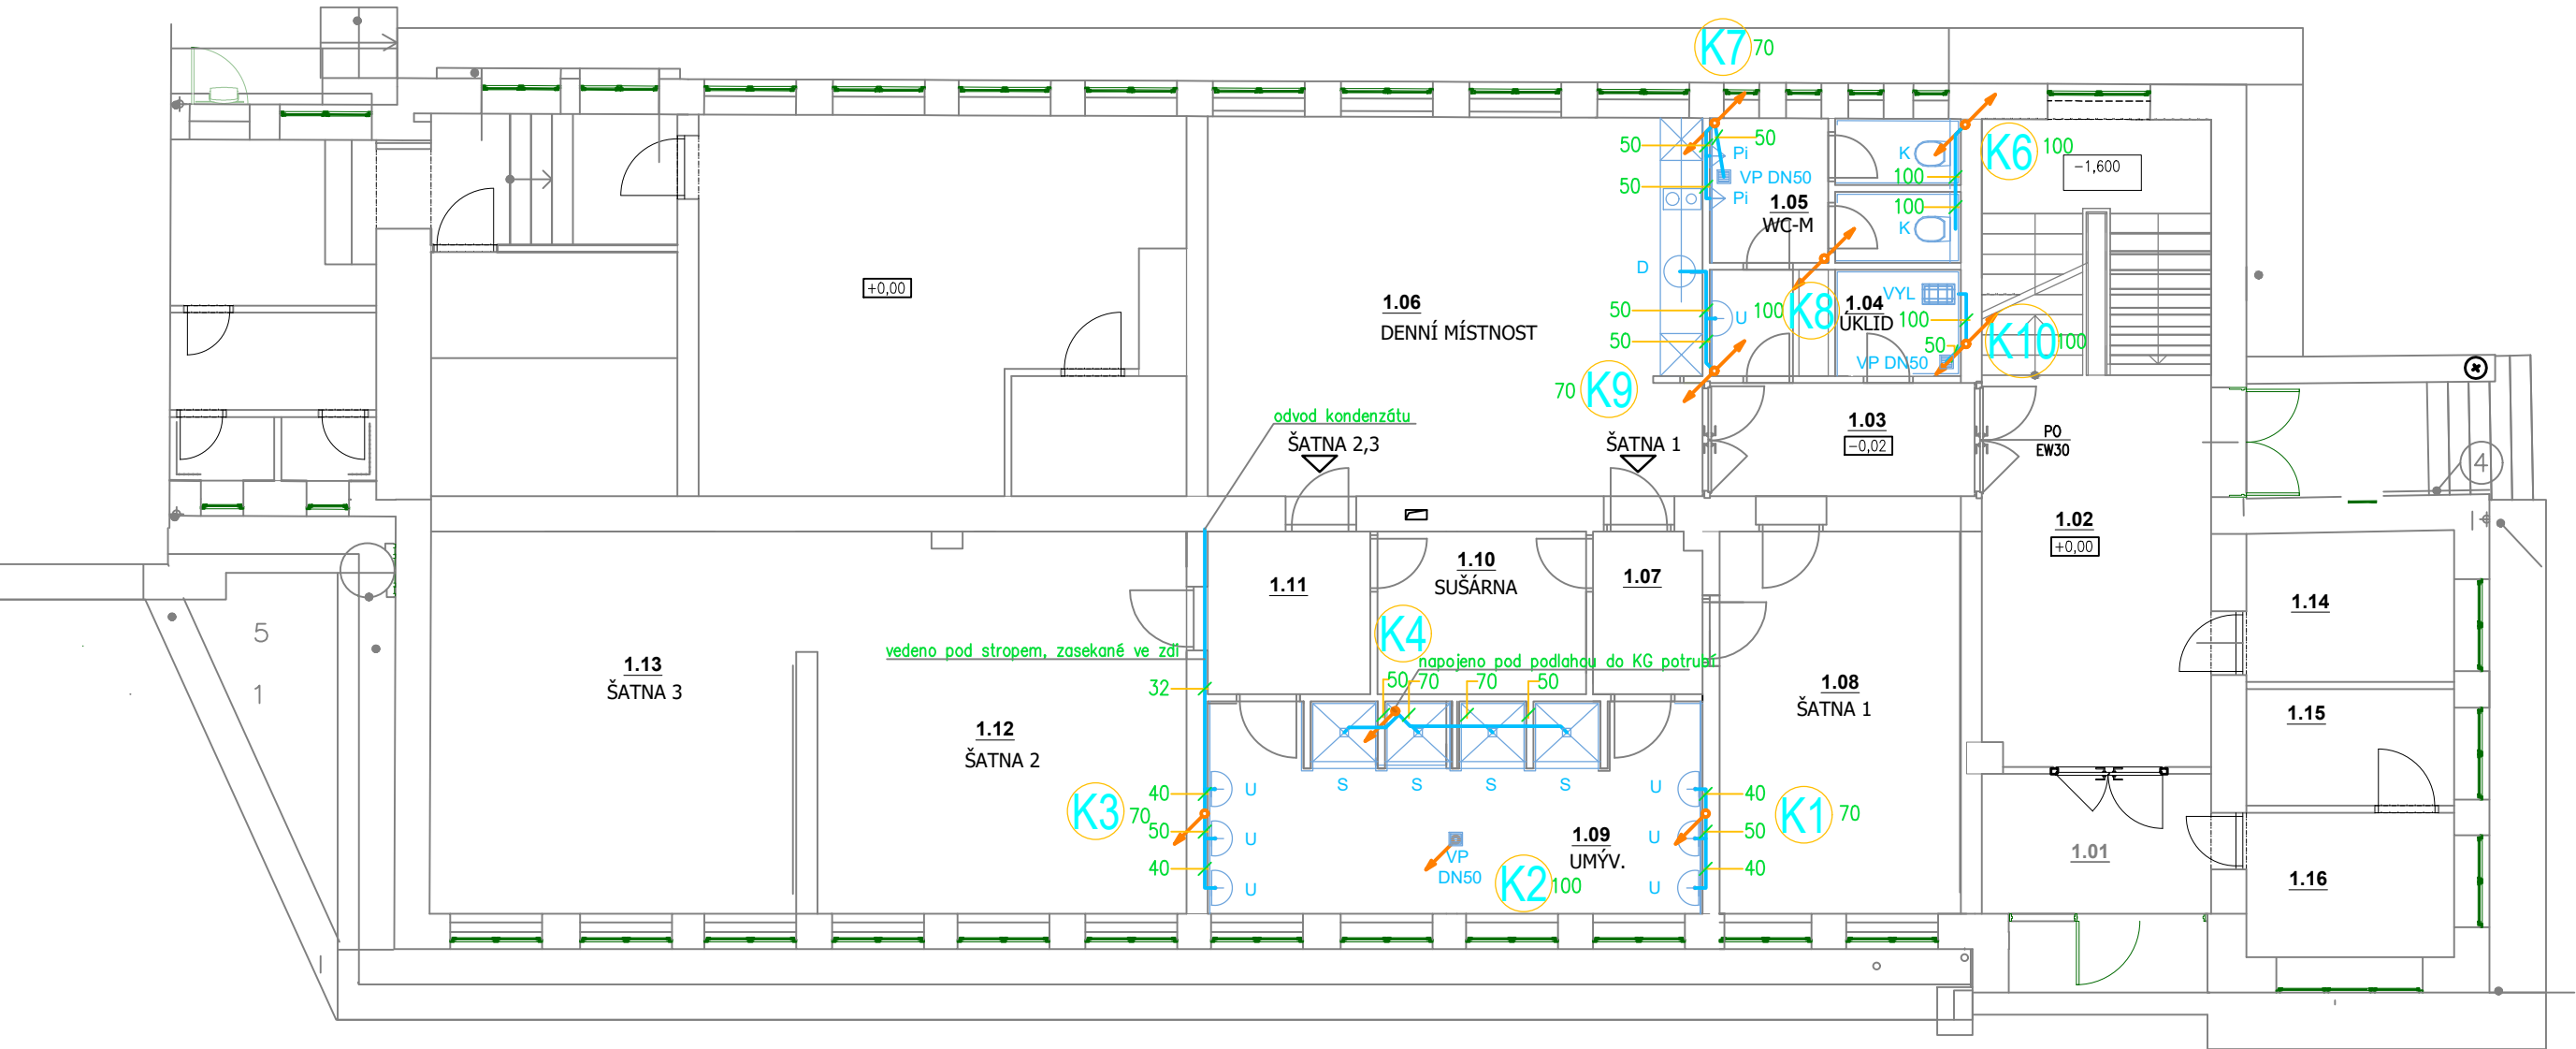 K7 70
50
50
Pi
VP DN50
50
Pi
1.05
WC-M
K
100
100
K
K6 100
-1,600
+0,00
1.06
DENNÍ MÍSTNOST
D
50
50
U
100 K8
1.04
ÚKLID
VYL
100
50
VP DN50
K10 100
70 K9
odvod kondenzátu
ŠATNA 2,3
ŠATNA 1
1.03
-0,02
PO
EW30
4
1.02
+0,00
1.11
1.10
SUŠÁRNA
1.07
K4
vedeno pod stropem, zasekané ve zdi
napojeno pod podlahou do KG potrubí
50 70 70 50
32
5
1
1.13
ŠATNA 3
1.12
ŠATNA 2
1.08
ŠATNA 1
1.14
1.15
1.16
1.01
S S S S
K3 70
40
50
40
U
U
U
VP
DN50
K2 100
1.09
UMÝV.
U
U
U
40
50
40
K1 70